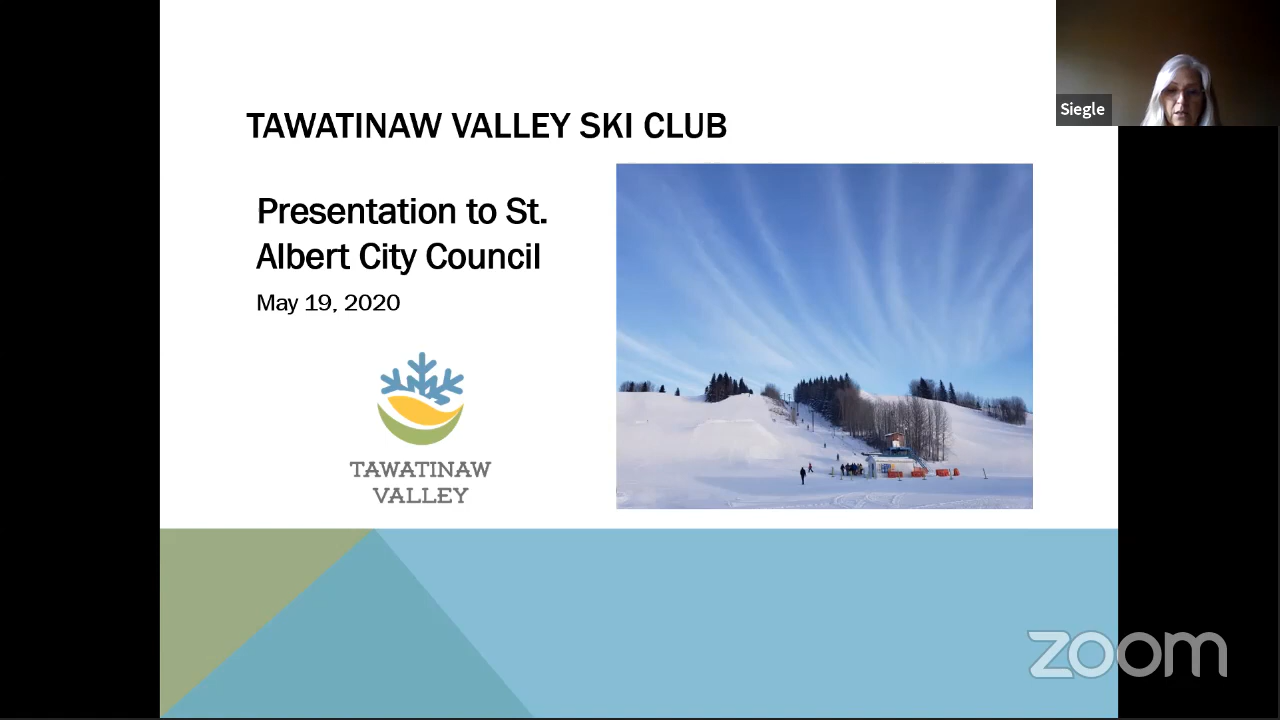 Siegle
TAWATINAW VALLEY SKI CLUB
Presentation to St.
Albert City Council
May 19, 2020
TAWATINAW
VALLEY
zoom